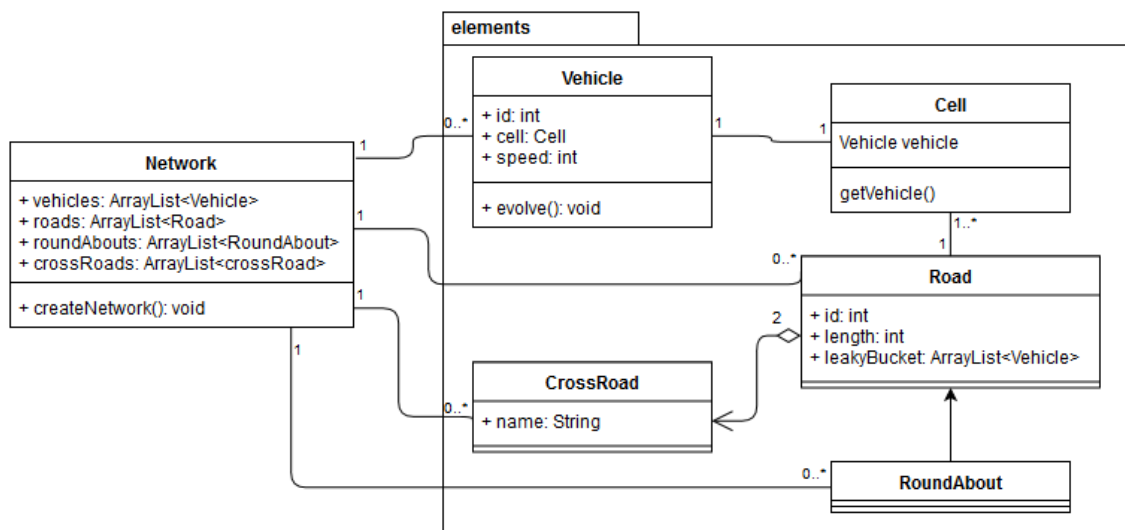 elements
Vehicle
+ id: int
+ cell: Cell
+ speed: int
+ evolve(): void
Cell
Vehicle vehicle
getVehicle()
Network
+ vehicles: ArrayList<Vehicle>
+ roads: ArrayList<Road>
+ roundAbouts: ArrayList<RoundAbout>
+ crossRoads: ArrayList<crossRoad>
+ createNetwork(): void
Road
+ id: int
+ length: int
+ leakyBucket: ArrayList<Vehicle>
CrossRoad
+ name: String
RoundAbout
1
0..*
1
1
1
0..*
1..*
1
1
0..*
2
1
0..*